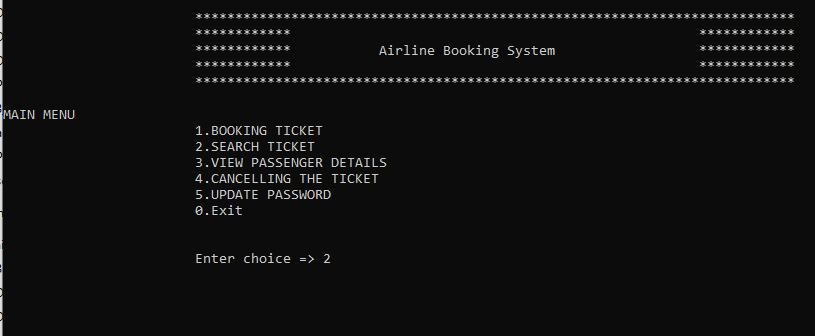 ***************************************************************************
************ ************
************ Airline Booking System ************
************ ************
***************************************************************************
MAIN MENU
1.BOOKING TICKET
2.SEARCH TICKET
3.VIEW PASSENGER DETAILS
4.CANCELLING THE TICKET
5.UPDATE PASSWORD
0.Exit
Enter choice => 2